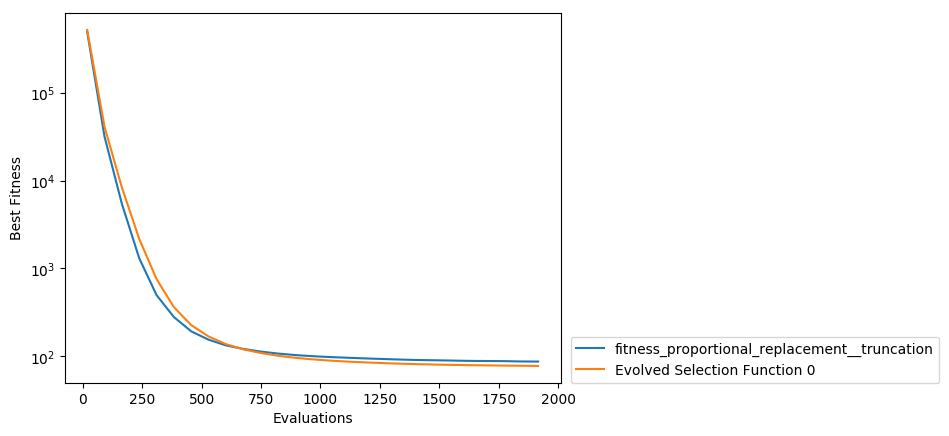 Best Fitness
10^5
10^4
10^3
10^2
0 250 500 750 1000 1250 1500 1750 2000
Evaluations
fitness_proportional_replacement__truncation
Evolved Selection Function 0